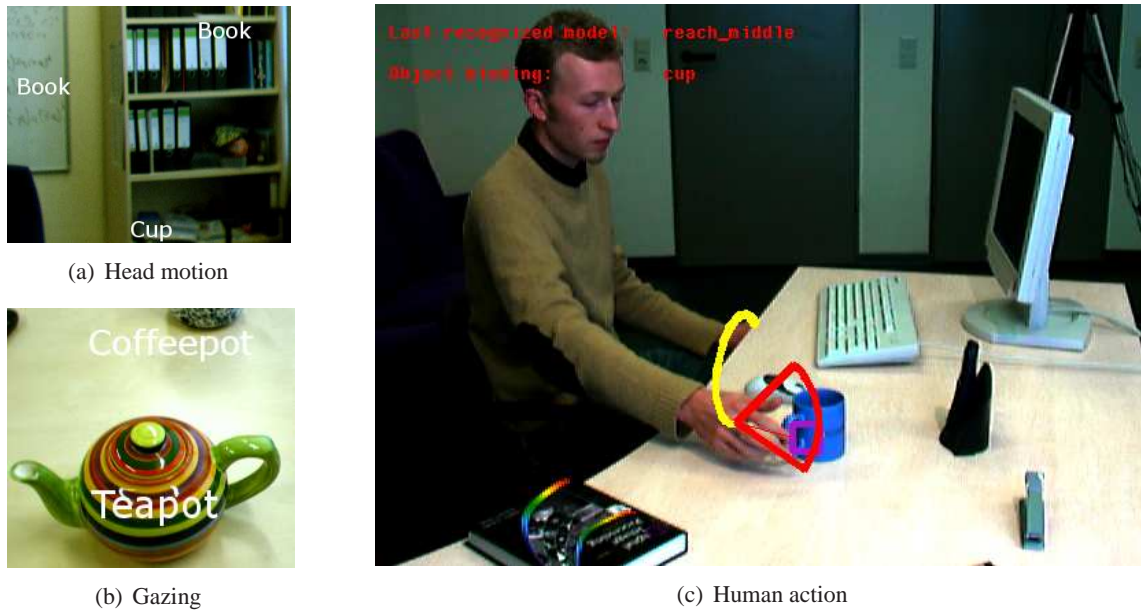 Book
Book
Cup
(a) Head motion
Coffeepot
Teapot
(b) Gazing
Last recognized model: reach_middle
Object binding: cup
(c) Human action